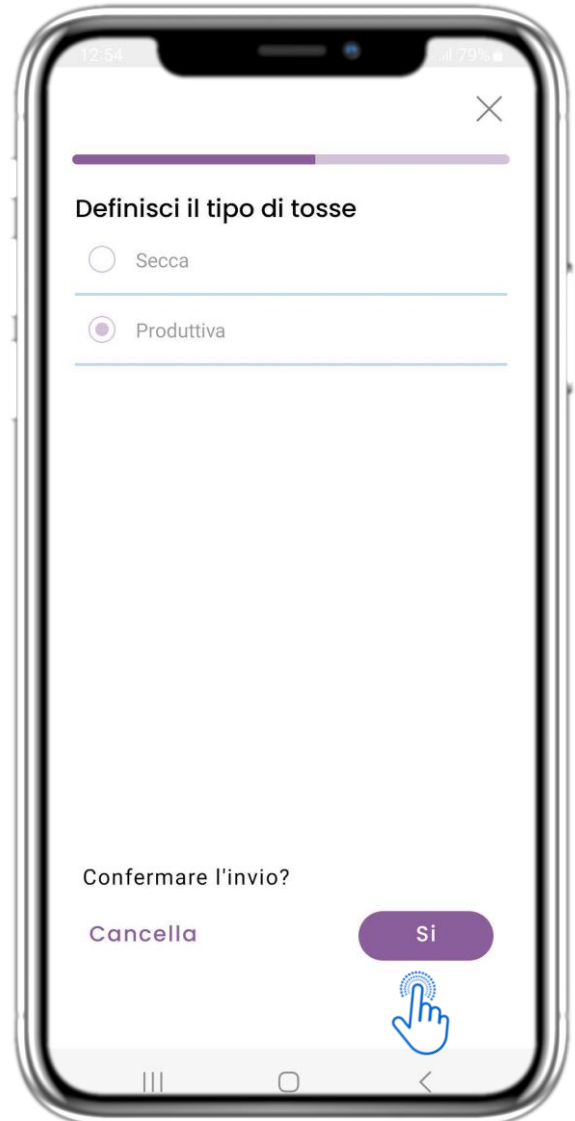 12:54 79%
Definisci il tipo di tosse
Secca
Produttiva
Confermare l'invio?
Cancella Si